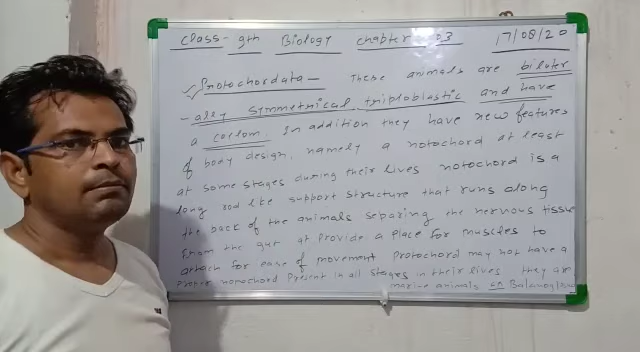 Class- 9th Biology chapter 03 17/08/20
Protochordata - These animals are bilater
- ally symmetrical triploblastic and have
a coelom. In addition they have new features
of body design, namely a notochord at least
at some stages during their lives notochord is a
long rod like support structure that runs along
the back of the animals separing the nervous tissue
from the gut at provide a place for muscles to
attach for ease of movement Protochord may not have a
proper notochord present in all stages in their lives they are
marine animals